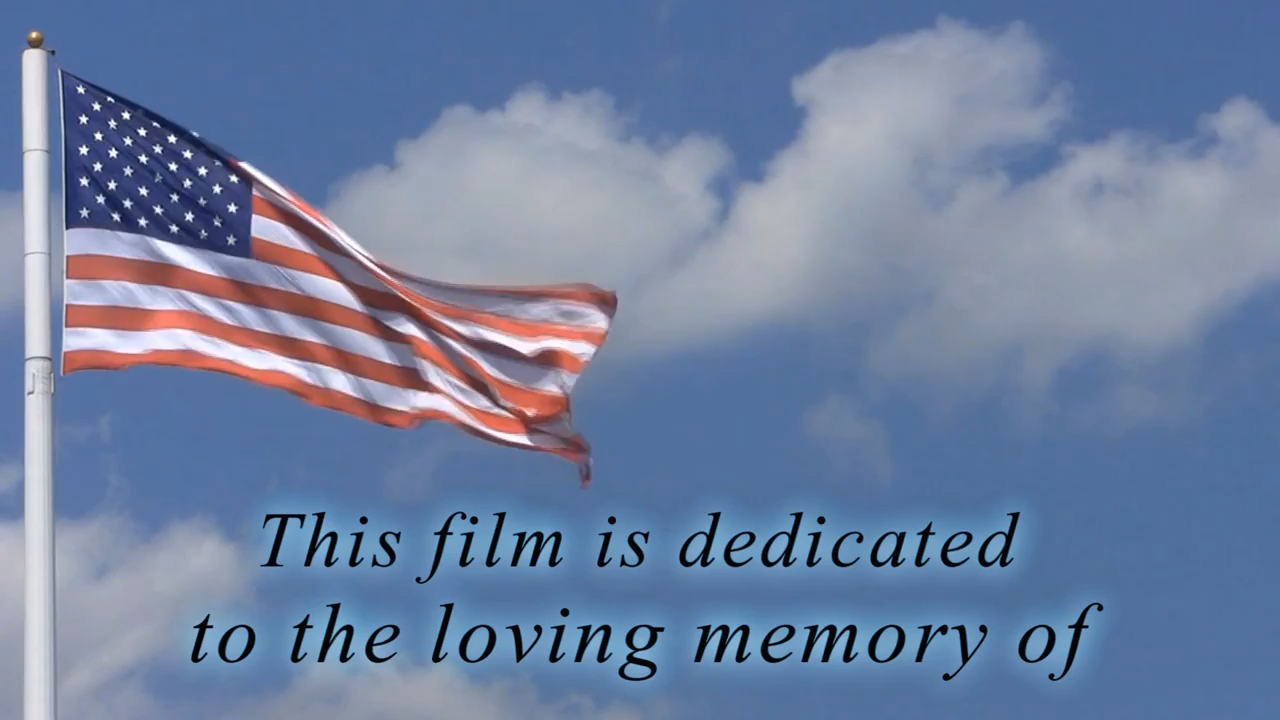 This film is dedicated
to the loving memory of